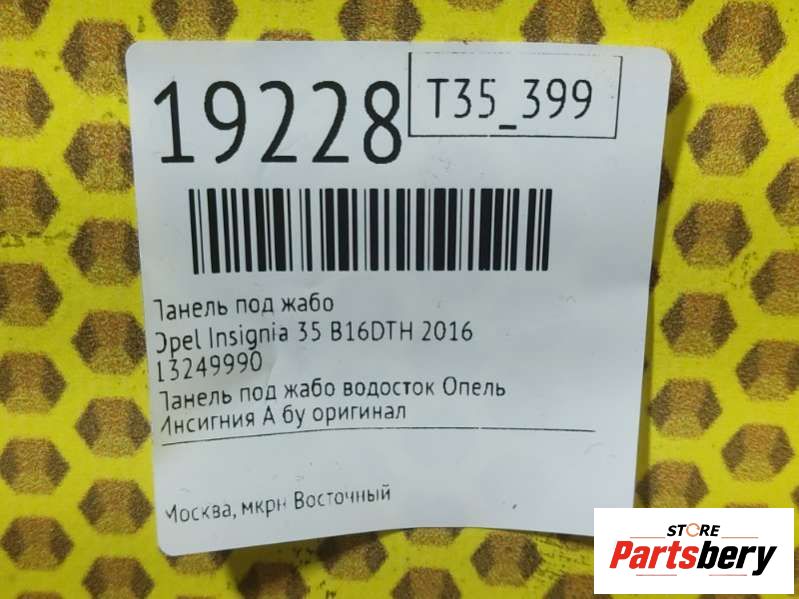 19228
T35_399
Панель под жабо
Opel Insignia 35 B16DTH 2016
13249990
Панель под жабо водосток Опель
Инсигния А бу оригинал
Москва, мкрн Восточный
STORE
Partsbery